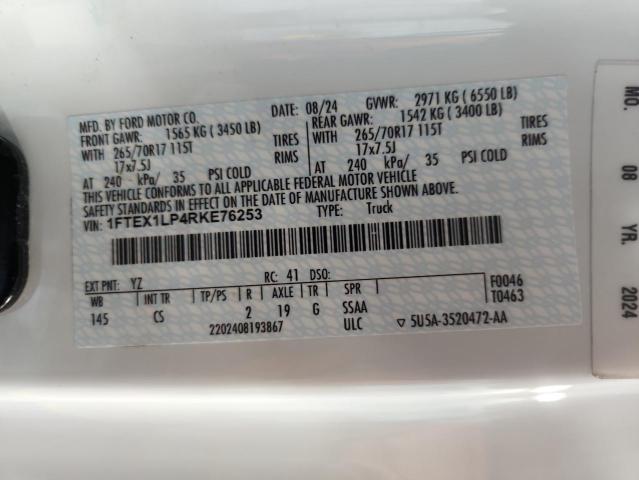 MFD. BY FORD MOTOR CO.
DATE: 08/24 GVWR: 2971 KG ( 6550 LB)
FRONT GAWR: 1565 KG ( 3450 LB)
REAR GAWR: 1542 KG ( 3400 LB)
WITH 265/70R17 115T TIRES
265/70R17 115T TIRES
17x7.5J RIMS
17x7.5J RIMS
AT 240 kPa/ 35 PSI COLD
AT 240 kPa/ 35 PSI COLD
THIS VEHICLE CONFORMS TO ALL APPLICABLE FEDERAL MOTOR VEHICLE
SAFETY STANDARDS IN EFFECT ON THE DATE OF MANUFACTURE SHOWN ABOVE.
VIN: 1FTEX1LP4RKE76253 TYPE: Truck
EXT PNT: YZ RC: 41 DSO:
WB INT TR TP/PS R AXLE TR SPR
145 CS 2 19 G SSAA
2202408193867 ULC
F0046
T0463
▽ 5U5A-3520472-AA
MO. 08 2024